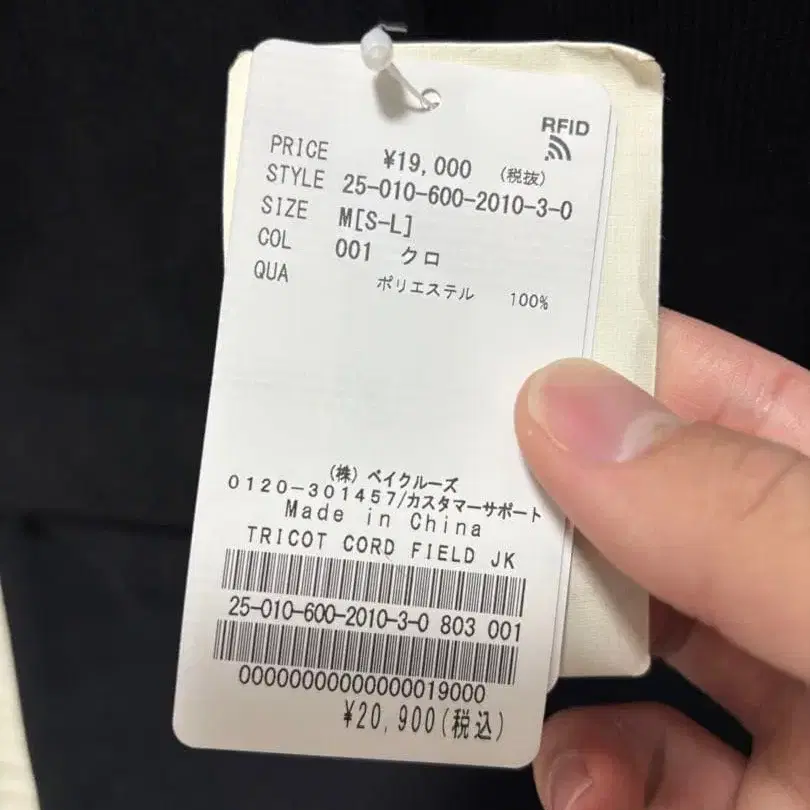 RFID
PRICE ¥19,000 (税抜)
STYLE 25-010-600-2010-3-0
SIZE M[S-L]
COL 001 クロ
QUA ポリエステル 100%
(株) ベイクルーズ
0120-301457/カスタマーサポート
Made in China
TRICOT CORD FIELD JK
25-010-600-2010-3-0 803 001
00000000000000019000
¥20,900(税込)